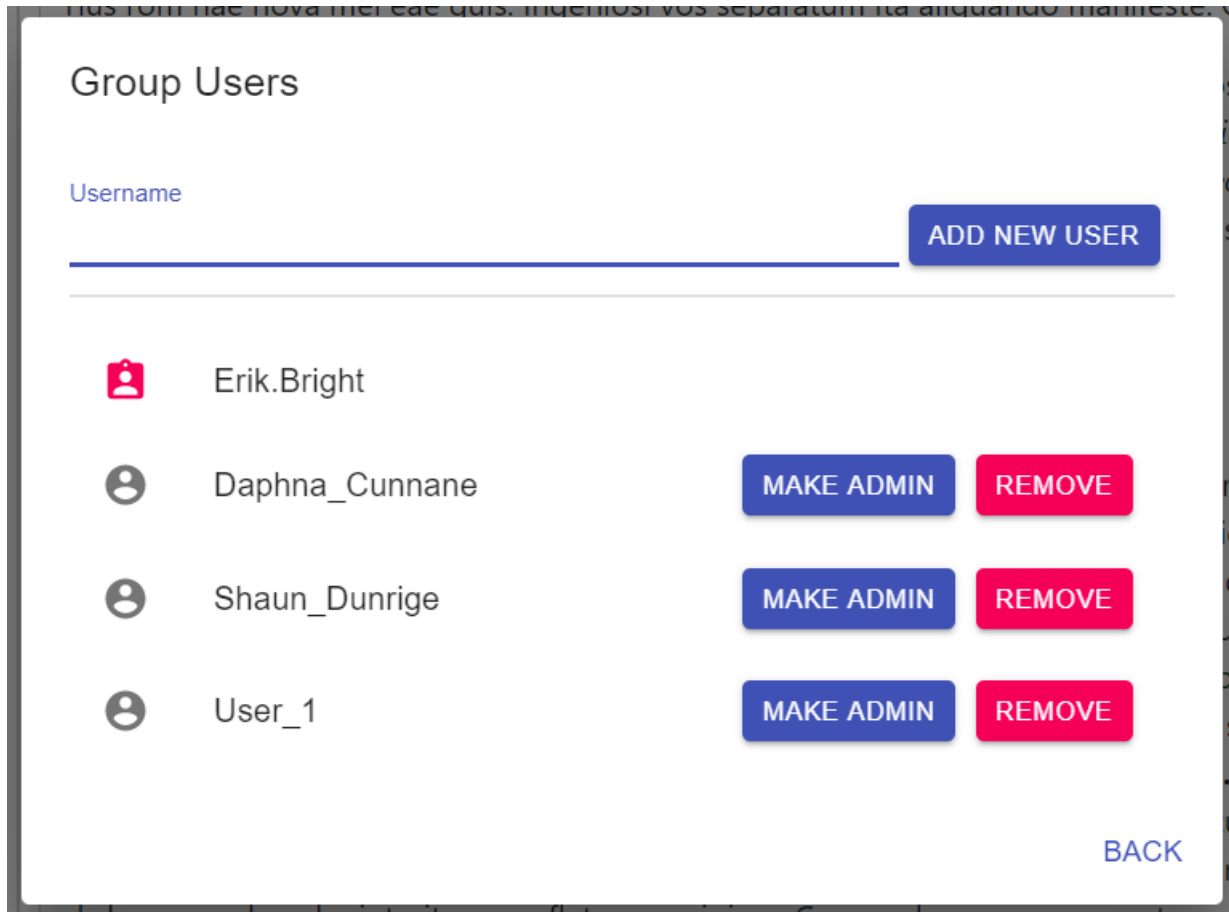 Group Users
Username
ADD NEW USER
Erik.Bright
Daphna_Cunnane MAKE ADMIN REMOVE
Shaun_Dunrige MAKE ADMIN REMOVE
User_1 MAKE ADMIN REMOVE
BACK